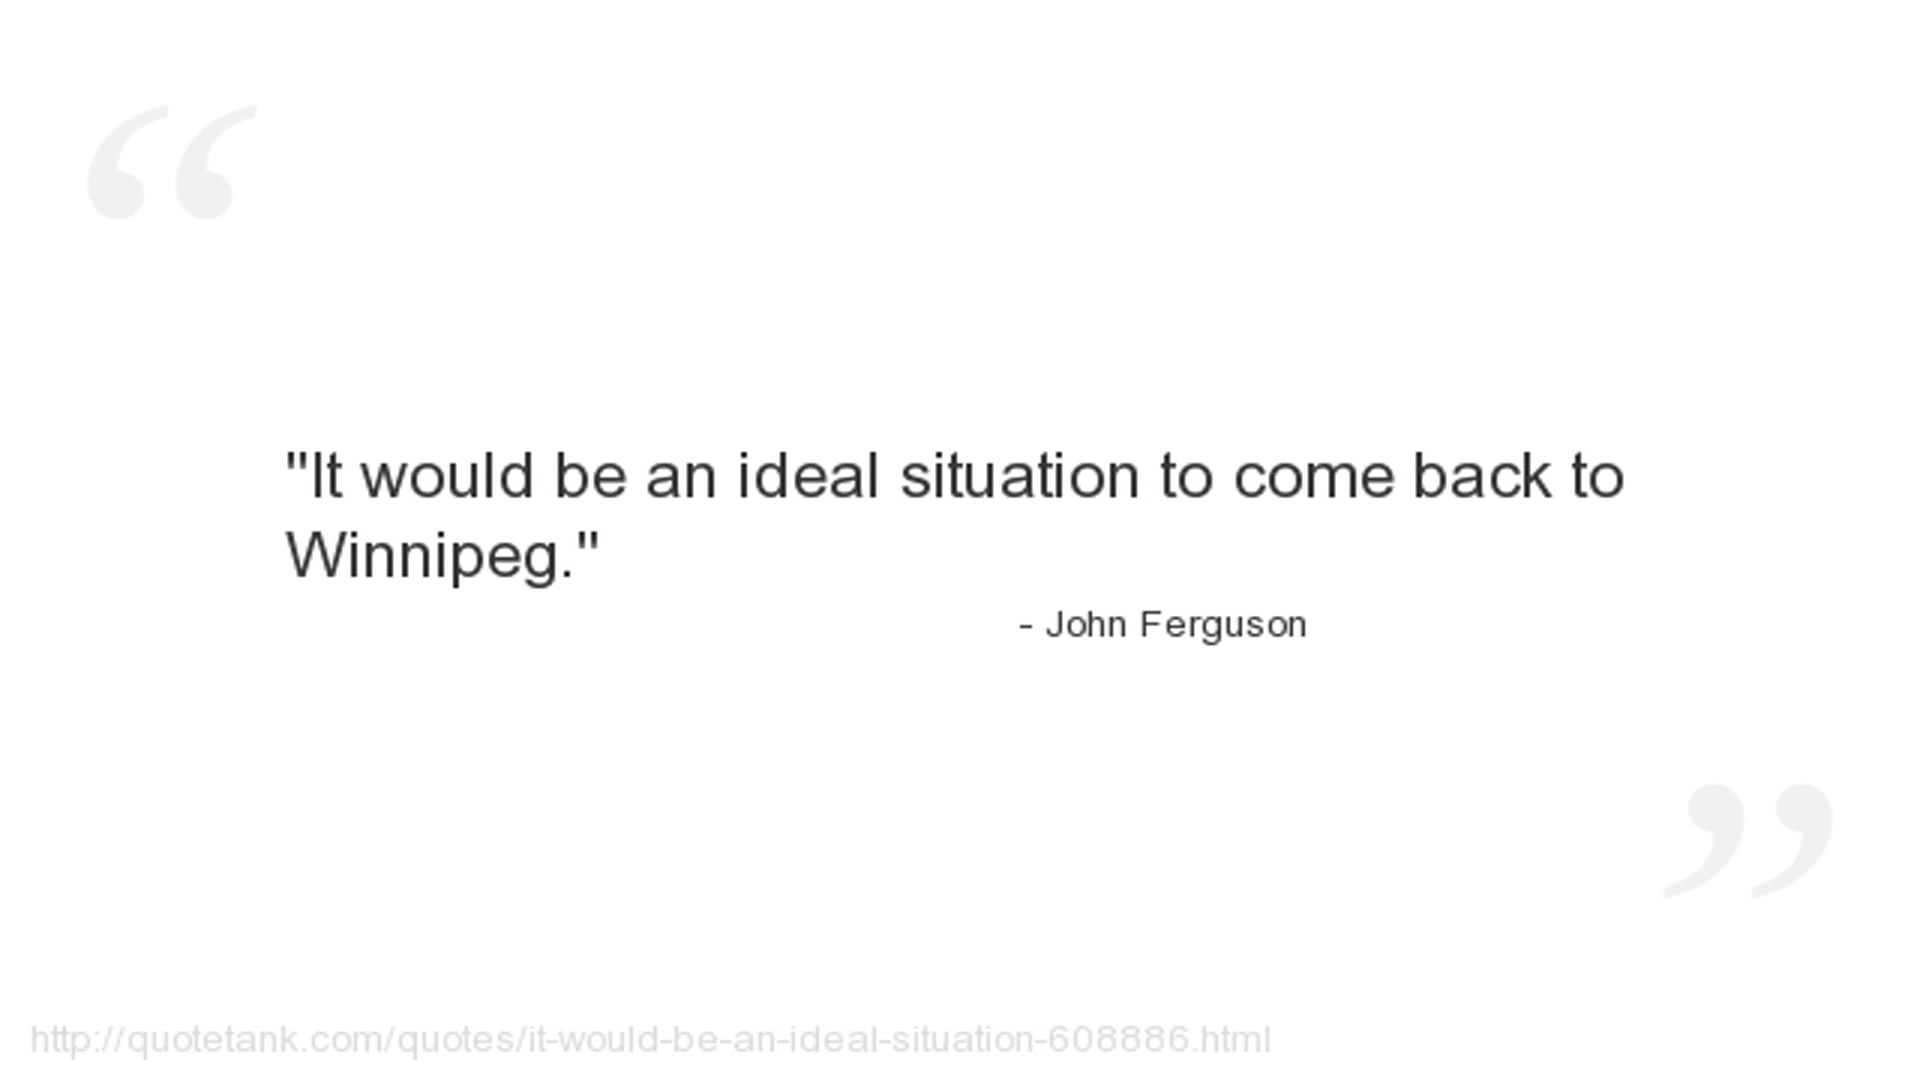 "It would be an ideal situation to come back to
Winnipeg."
- John Ferguson
http://quotetank.com/quotes/it-would-be-an-ideal-situation-608886.html